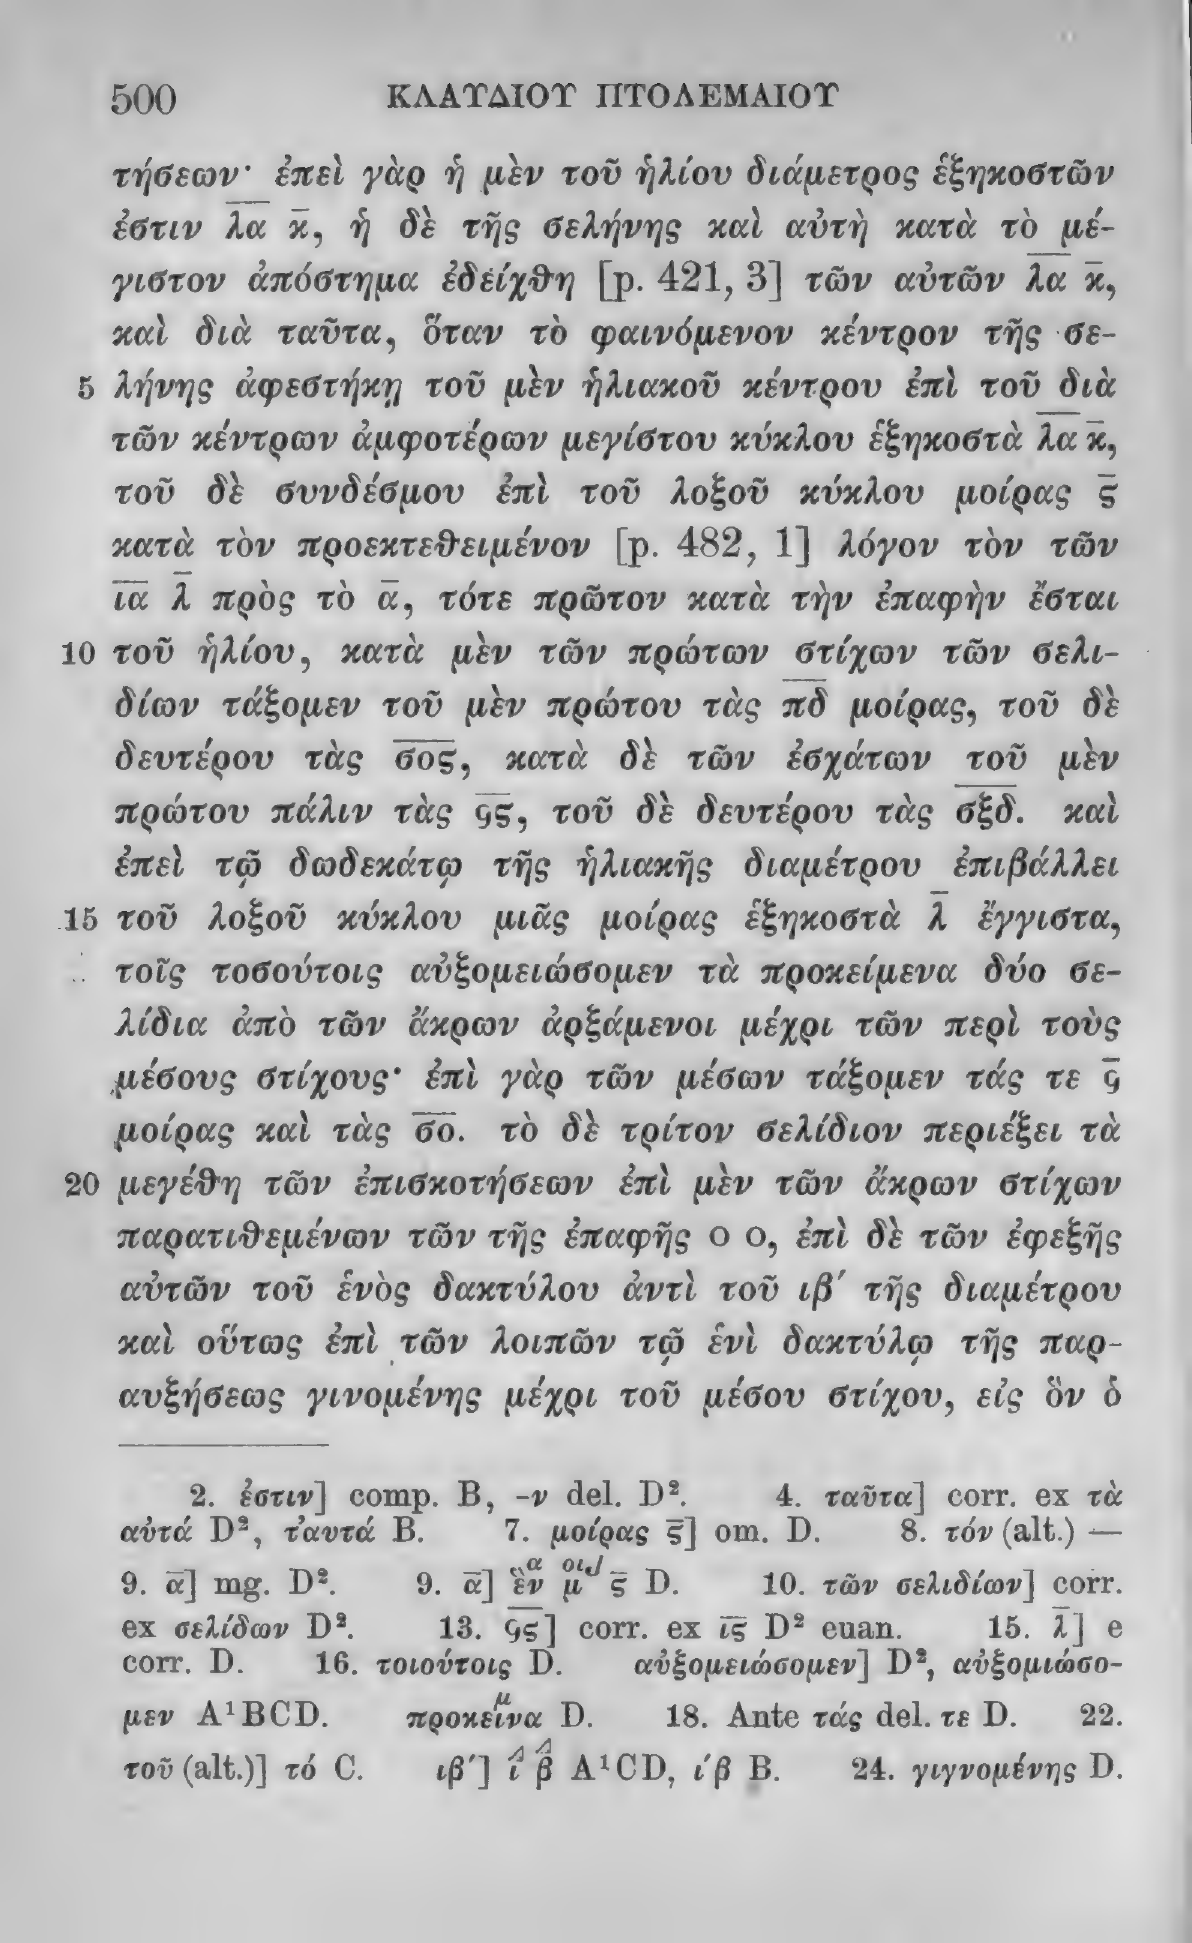 500 ΚΛΑΥΔΙΟΥ ΠΤΟΛΕΜΑΙΟΥ
τήσεων· ἐπεὶ γὰρ ἡ μὲν τοῦ ἡλίου διάμετρος ἑξηκοστῶν
ἐστιν λ̅α̅ κ̅, ἡ δὲ τῆς σελήνης καὶ αὐτὴ κατὰ τὸ μέ-
γιστον ἀπόστημα ἐδείχθη [p. 421, 3] τῶν αὐτῶν λ̅α̅ κ̅,
καὶ διὰ ταῦτα, ὅταν τὸ φαινόμενον κέντρον τῆς σε-
5 λήνης ἀφεστήκῃ τοῦ μὲν ἡλιακοῦ κέντρου ἐπὶ τοῦ διὰ
τῶν κέντρων ἀμφοτέρων μεγίστου κύκλου ἑξηκοστὰ λ̅α̅ κ̅,
τοῦ δὲ συνδέσμου ἐπὶ τοῦ λοξοῦ κύκλου μοίρας ϛ̅
κατὰ τὸν προεκτεθειμένον [p. 482, 1] λόγον τὸν τῶν
ι̅α̅ λ̅ πρὸς τὸ α̅, τότε πρῶτον κατὰ τὴν ἐπαφὴν ἔσται
10 τοῦ ἡλίου, κατὰ μὲν τῶν πρώτων στίχων τῶν σελι-
δίων τάξομεν τοῦ μὲν πρώτου τὰς π̅δ̅ μοίρας, τοῦ δὲ
δευτέρου τὰς σ̅ο̅ϛ̅, κατὰ δὲ τῶν ἐσχάτων τοῦ μὲν
πρώτου πάλιν τὰς ϙ̅ϛ̅, τοῦ δὲ δευτέρου τὰς σ̅ξ̅δ̅. καὶ
ἐπεὶ τῷ δωδεκάτῳ τῆς ἡλιακῆς διαμέτρου ἐπιβάλλει
15 τοῦ λοξοῦ κύκλου μιᾶς μοίρας ἑξηκοστὰ λ̅ ἔγγιστα,
τοῖς τοσούτοις αὐξομειώσομεν τὰ προκείμενα δύο σε-
λίδια ἀπὸ τῶν ἄκρων ἀρξάμενοι μέχρι τῶν περὶ τοὺς
μέσους στίχους· ἐπὶ γὰρ τῶν μέσων τάξομεν τάς τε ϙ̅
μοίρας καὶ τὰς σ̅ο̅. τὸ δὲ τρίτον σελίδιον περιέξει τὰ
20 μεγέθη τῶν ἐπισκοτήσεων ἐπὶ μὲν τῶν ἄκρων στίχων
παρατιθεμένων τῶν τῆς ἐπαφῆς ο ο, ἐπὶ δὲ τῶν ἐφεξῆς
αὐτῶν τοῦ ἑνὸς δακτύλου ἀντὶ τοῦ ιβʹ τῆς διαμέτρου
καὶ οὕτως ἐπὶ τῶν λοιπῶν τῷ ἑνὶ δακτύλῳ τῆς παρ-
αυξήσεως γινομένης μέχρι τοῦ μέσου στίχου, εἰς ὃν ὁ
2. ἐστιν] comp. B, -ν del. D². 4. ταῦτα] corr. ex τὰ
αὐτά D², τ'αυτά B. 7. μοίρας ϛ̅] om. D. 8. τόν (alt.) —
9. α̅] mg. D². 9. α̅] ϛ̅ D. 10. τῶν σελιδίων] corr.
ex σελίδων D². 13. ϙ̅ϛ̅] corr. ex ι̅ϛ̅ D² euan. 15. λ̅] e
corr. D. 16. τοιούτοις D. αὐξομειώσομεν] D², αὐξομιώσο-
μεν A¹BCD. προκεῖνα D. 18. Ante τάς del. τε D. 22.
τοῦ (alt.)] τό C. ιβʹ] ι β A¹CD, ι'β B. 24. γιγνομένης D.